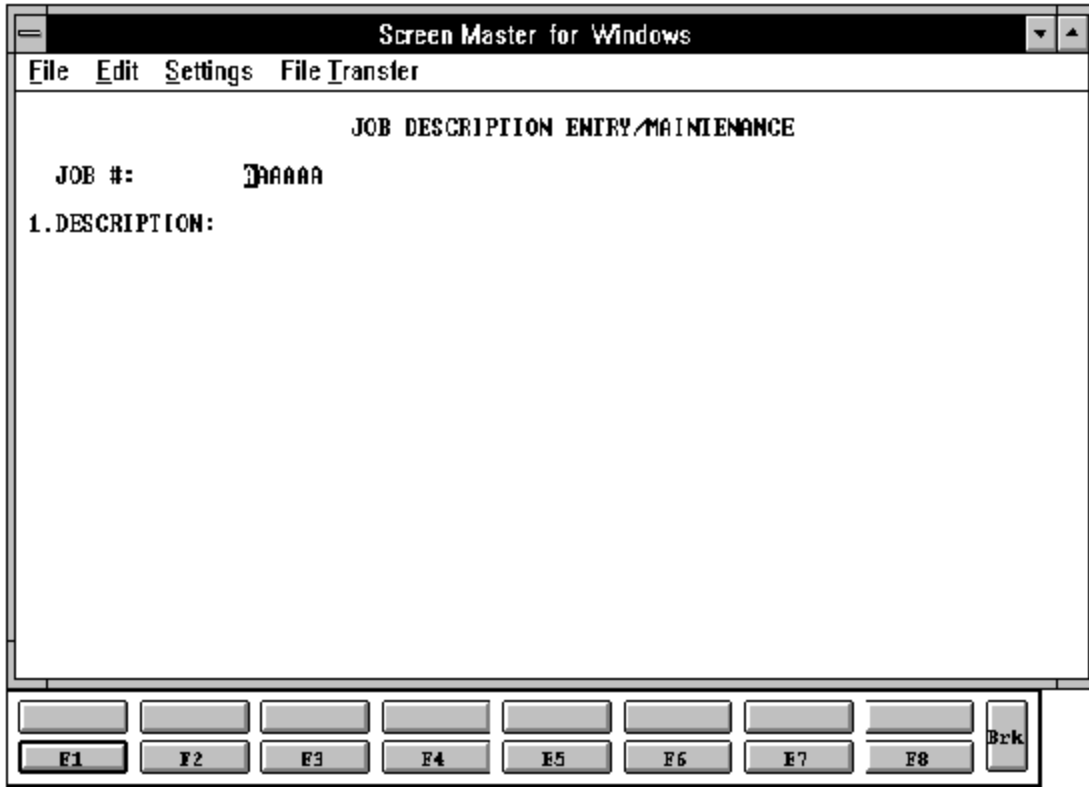 Screen Master for Windows
File Edit Settings File Transfer
JOB DESCRIPTION ENTRY/MAINTENANCE
JOB #: AAAAAA
1.DESCRIPTION:
Brk
F1 F2 F3 F4 F5 F6 F7 F8